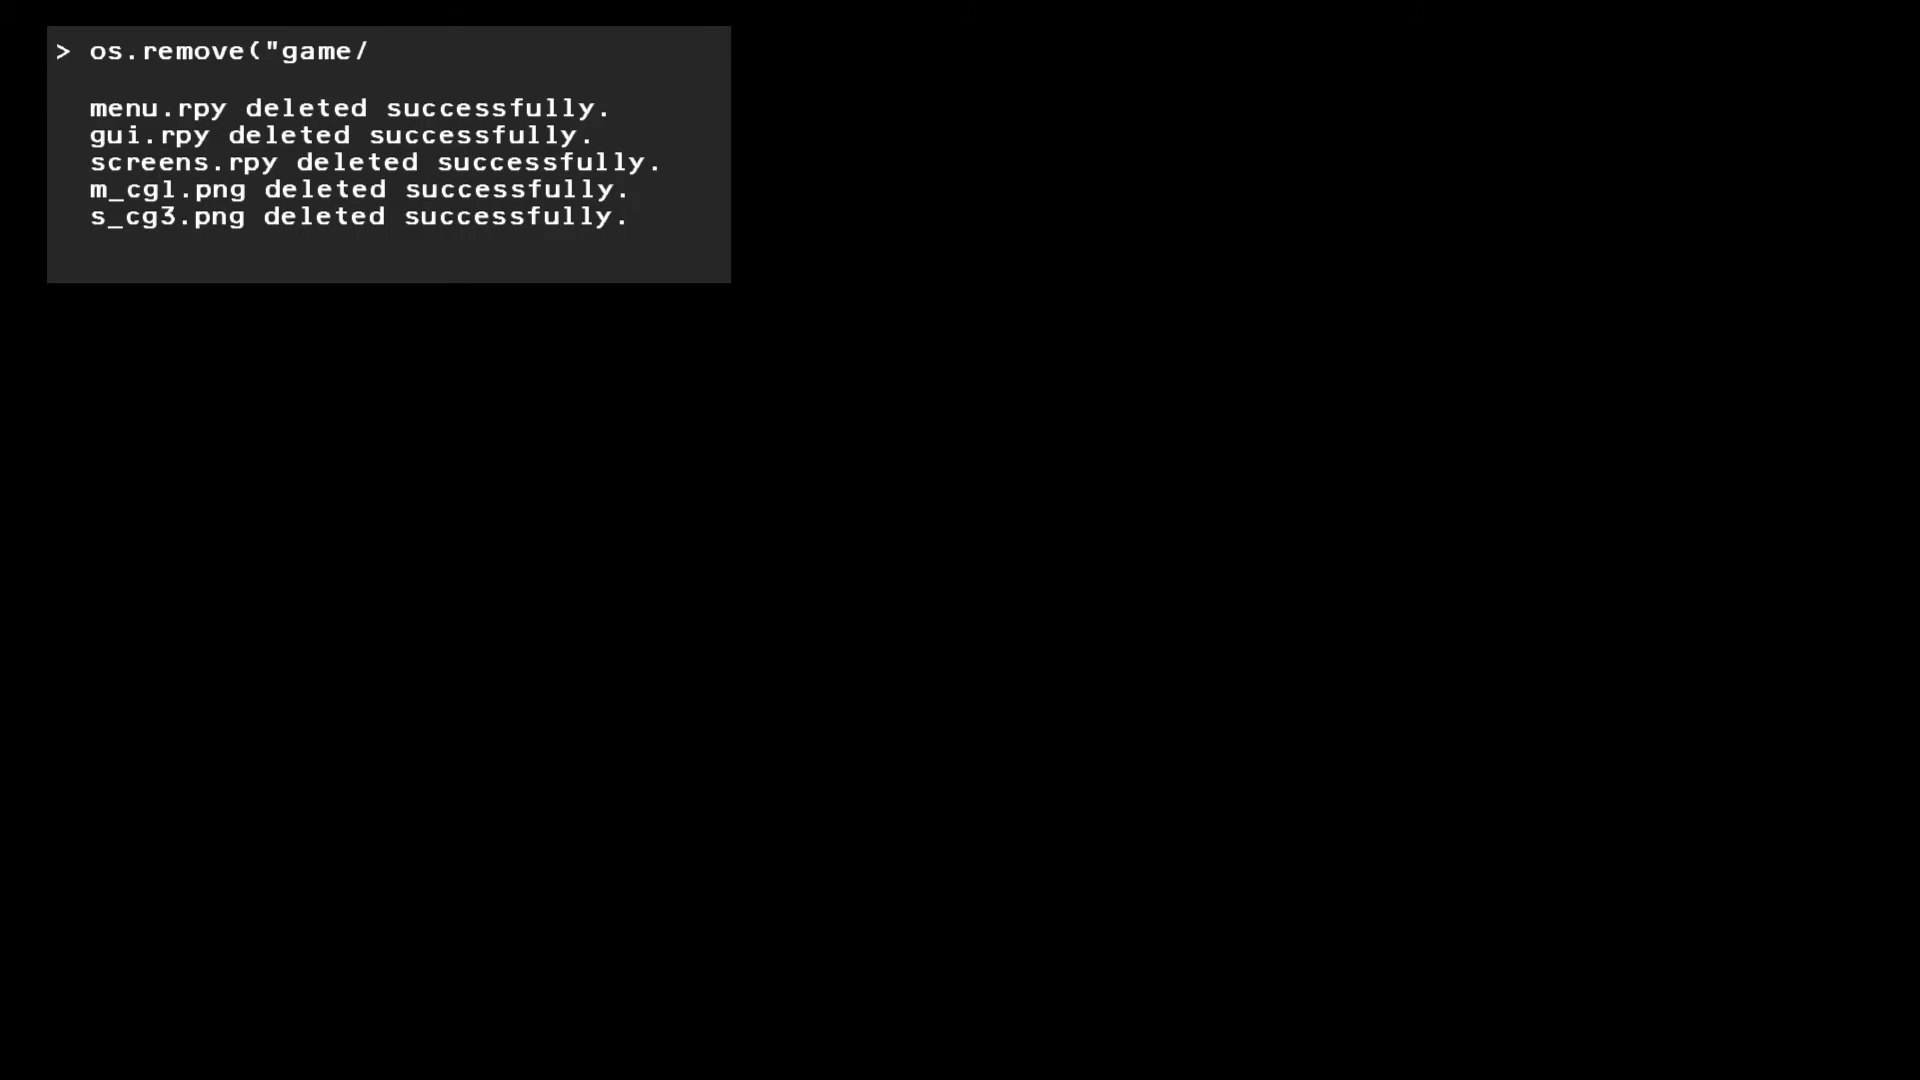 > os.remove("game/
menu.rpy deleted successfully.
gui.rpy deleted successfully.
screens.rpy deleted successfully.
m_cg1.png deleted successfully.
s_cg3.png deleted successfully.